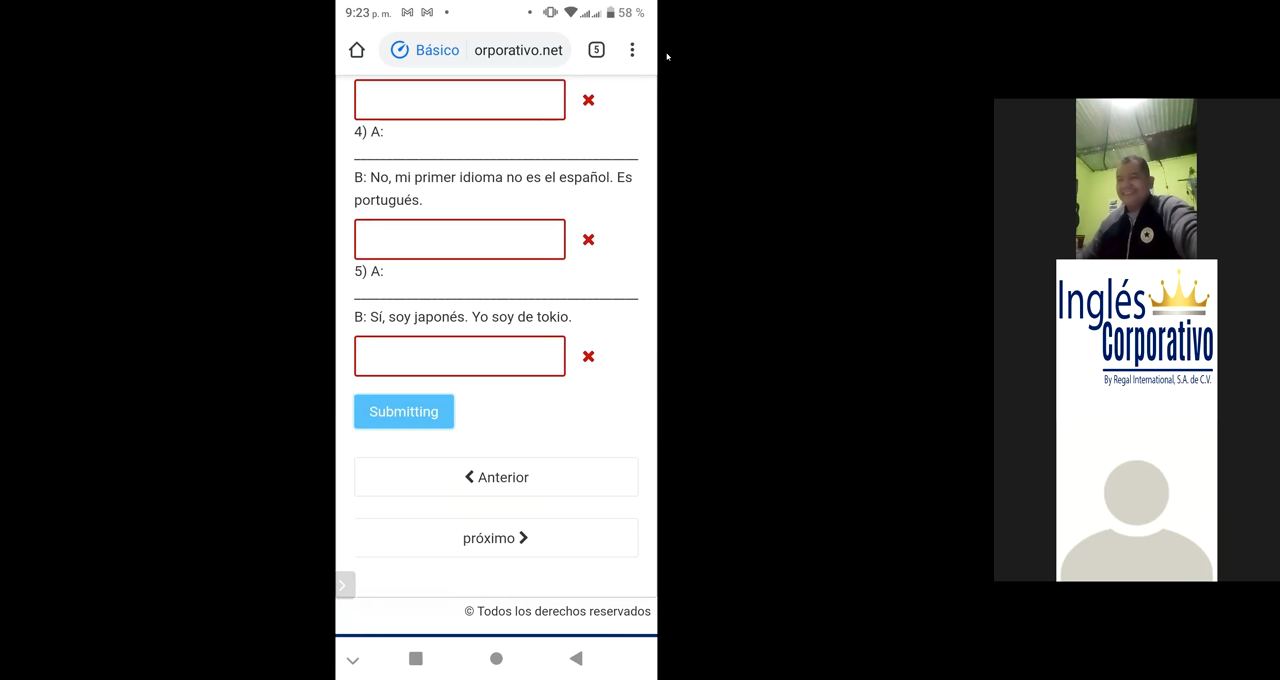 9:23 p. m.
58 %
Básico
orporativo.net
5
4) A:
B: No, mi primer idioma no es el español. Es
portugués.
5) A:
B: Sí, soy japonés. Yo soy de tokio.
Submitting
Anterior
próximo
© Todos los derechos reservados
Inglés
Corporativo
By Regal International, S.A. de C.V.